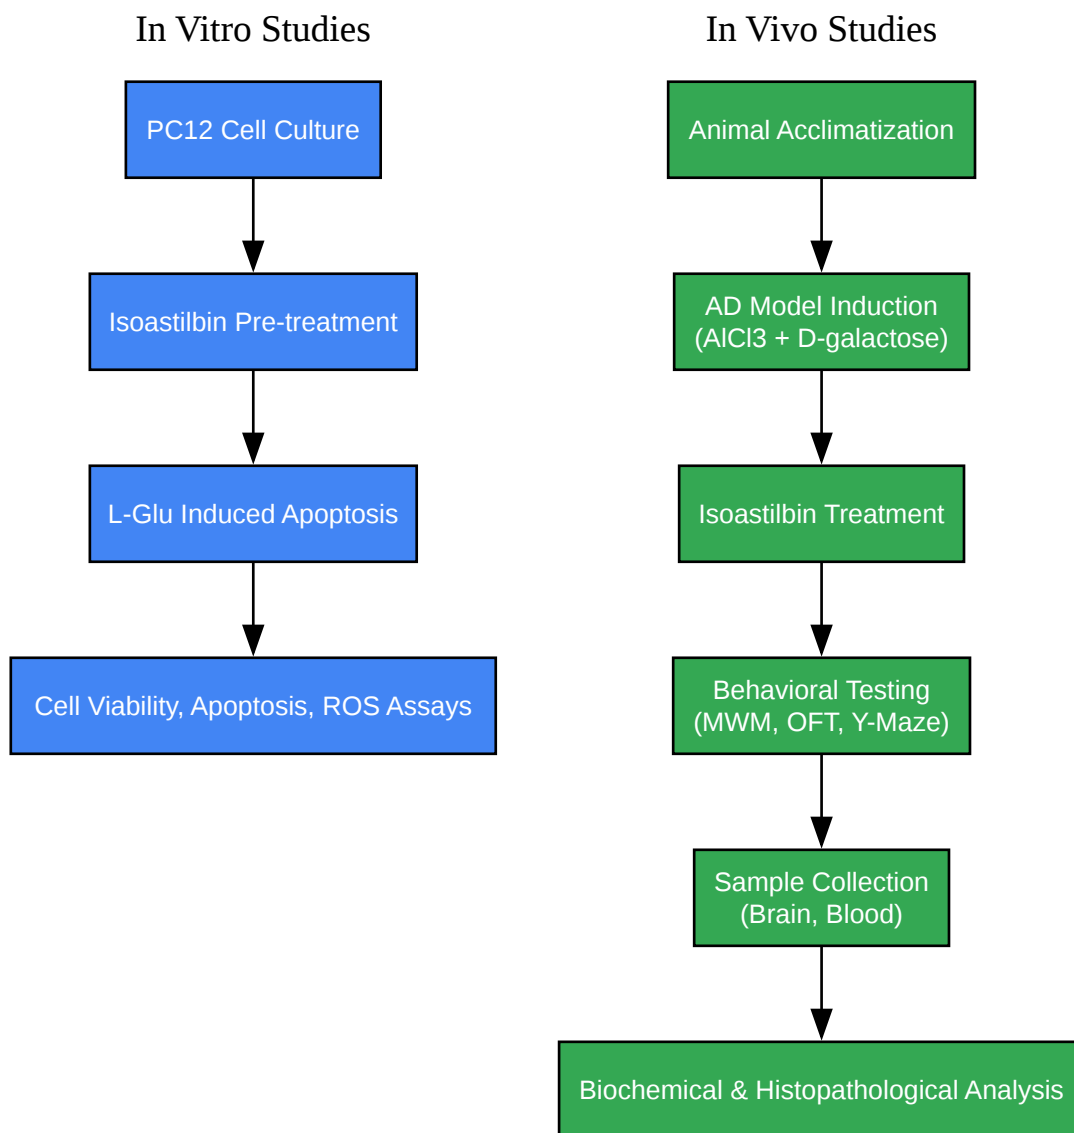 In Vitro Studies
PC12 Cell Culture
Isoastilbin Pre-treatment
L-Glu Induced Apoptosis
Cell Viability, Apoptosis, ROS Assays
In Vivo Studies
Animal Acclimatization
AD Model Induction
(AlCl3 + D-galactose)
Isoastilbin Treatment
Behavioral Testing
(MWM, OFT, Y-Maze)
Sample Collection
(Brain, Blood)
Biochemical & Histopathological Analysis